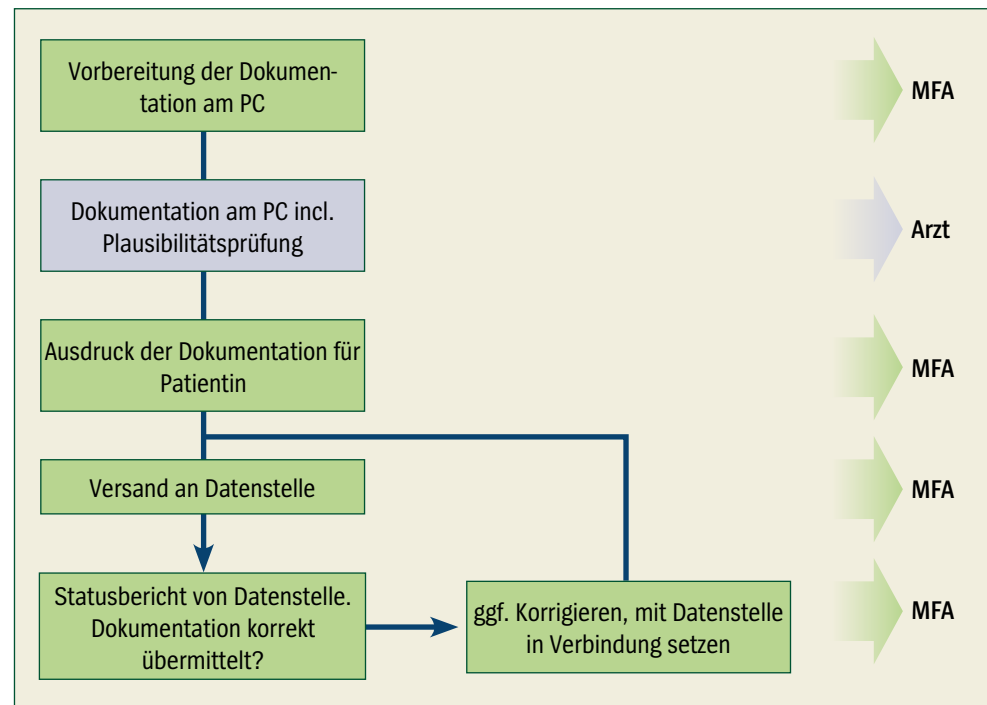 Vorbereitung der Dokumen-
tation am PC
MFA
Dokumentation am PC incl.
Plausibilitätsprüfung
Arzt
Ausdruck der Dokumentation für
Patientin
MFA
Versand an Datenstelle
MFA
Statusbericht von Datenstelle.
Dokumentation korrekt
übermittelt?
ggf. Korrigieren, mit Datenstelle
in Verbindung setzen
MFA